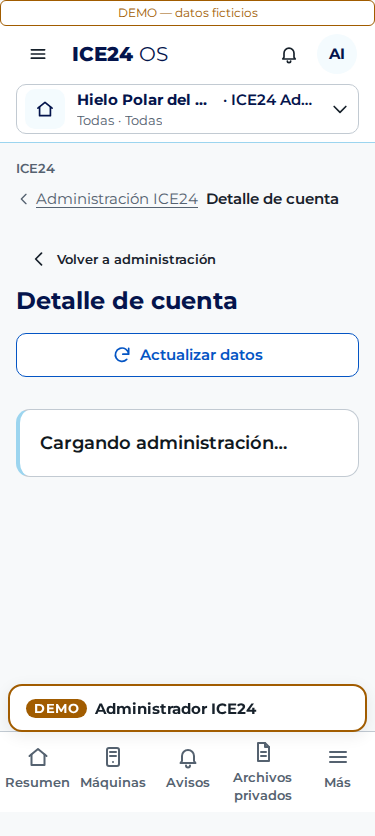 DEMO — datos ficticios
ICE24 OS
AI
Hielo Polar del ... · ICE24 Ad...
Todas · Todas
ICE24
Administración ICE24 Detalle de cuenta
Volver a administración
Detalle de cuenta
Actualizar datos
Cargando administración...
DEMO Administrador ICE24
Resumen Máquinas Avisos Archivos privados Más